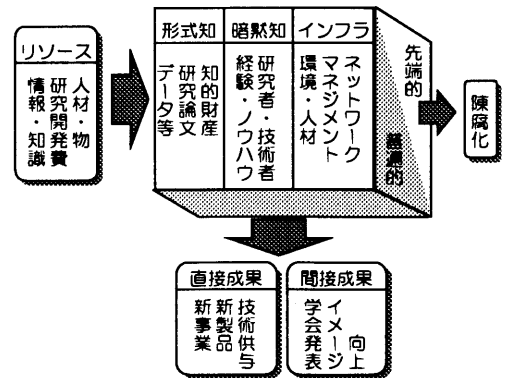 リソース
人材・物
研究開発費
情報・知識
形式知
知的財産
研究論文
データ等
暗黙知
研究者・技術者
経験・ノウハウ
インフラ
ネットワーク
マネジメント
環境・人材
先端的
普遍的
陳腐化
直接成果
技術供与
新製品
新事業
間接成果
イメージ向上
学会発表